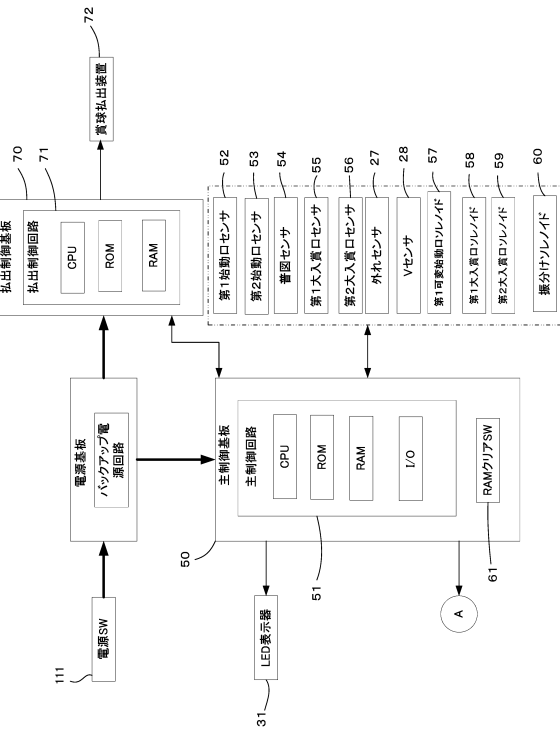 72
賞球払出装置
70
71
払出制御基板
払出制御回路
CPU
ROM
RAM
52
53
54
55
56
27
28
57
58
59
60
第1始動口センサ
第2始動口センサ
普図センサ
第1大入賞口センサ
第2大入賞口センサ
外れセンサ
Vセンサ
第1可変始動口ソレノイド
第1大入賞口ソレノイド
第2大入賞口ソレノイド
振分けソレノイド
電源基板
バックアップ電
源回路
主制御基板
主制御回路
CPU
ROM
RAM
I/O
RAMクリアSW
50
51
61
電源SW
111
LED表示器
31
A